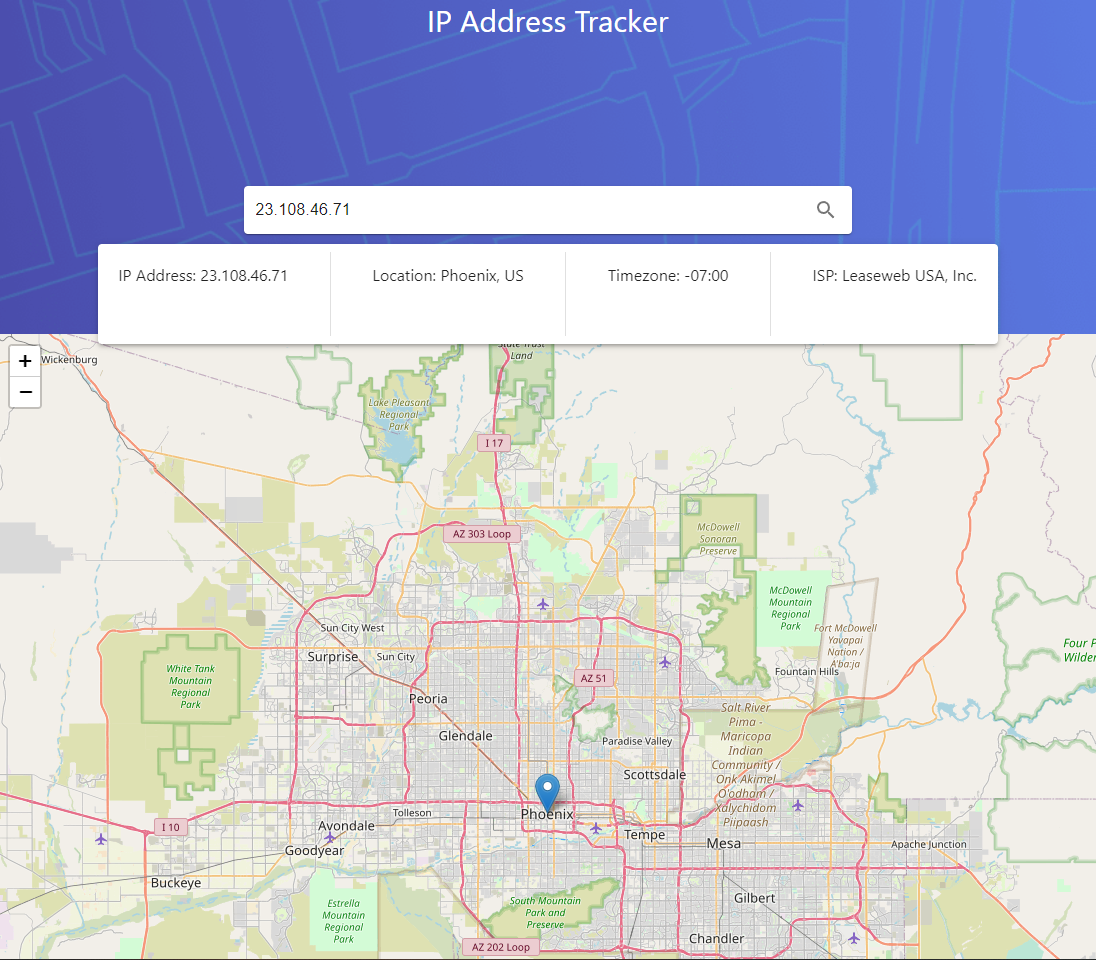 IP Address Tracker
23.108.46.71
IP Address: 23.108.46.71
Location: Phoenix, US
Timezone: -07:00
ISP: Leaseweb USA, Inc.
+
−
Wickenburg
State Trust
Land
Lake Pleasant
Regional
Park
I 17
AZ 303 Loop
McDowell
Sonoran
Preserve
McDowell
Mountain
Regional
Park
Fort McDowell
Yavapai
Nation /
A'ba:ja
Four
Sun City West
Surprise
Sun City
White Tank
Mountain
Regional
Park
AZ 51
Fountain Hills
Peoria
Glendale
Paradise Valley
Salt River
Pima -
Maricopa
Indian
Community /
Onk Akimel
O'odham /
Xalychidom
Piipaash
Scottsdale
Phoenix
Tolleson
I 10
Avondale
Goodyear
Tempe
Mesa
Apache Junction
Buckeye
Estrella
Mountain
Regional
Park
South Mountain
Park and
Preserve
Gilbert
Chandler
AZ 202 Loop